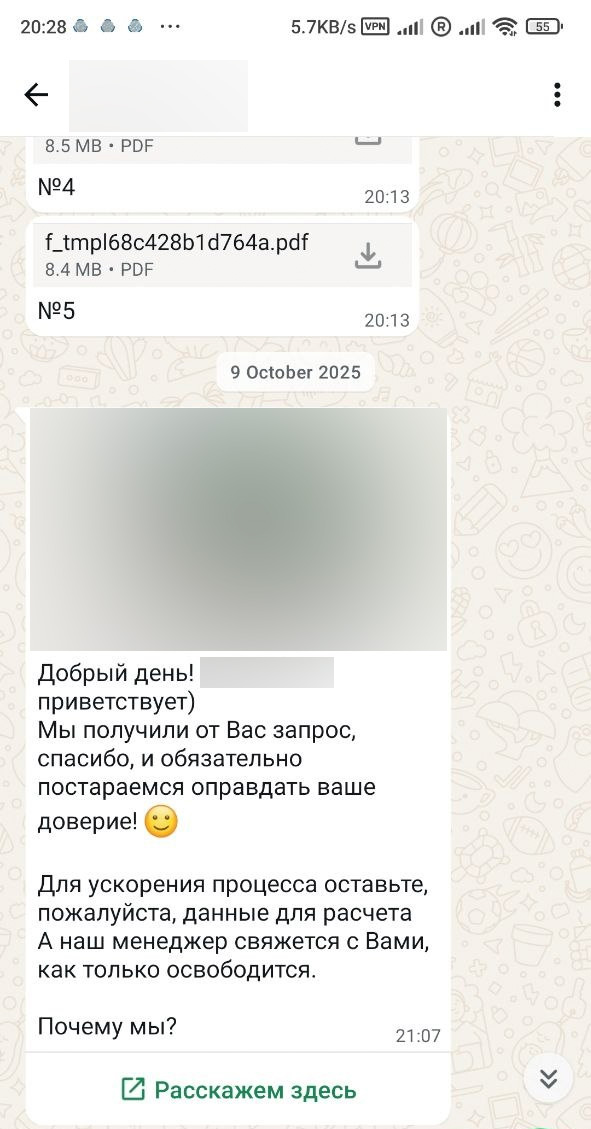 20:28 ··· 5.7KB/s VPN R 55
8.5 MB • PDF
№4
20:13
f_tmpl68c428b1d764a.pdf
8.4 MB • PDF
№5
20:13
9 October 2025
Добрый день!
приветствует)
Мы получили от Вас запрос,
спасибо, и обязательно
постараемся оправдать ваше
доверие! 🙂
Для ускорения процесса оставьте,
пожалуйста, данные для расчета
А наш менеджер свяжется с Вами,
как только освободится.
Почему мы?
21:07
Расскажем здесь